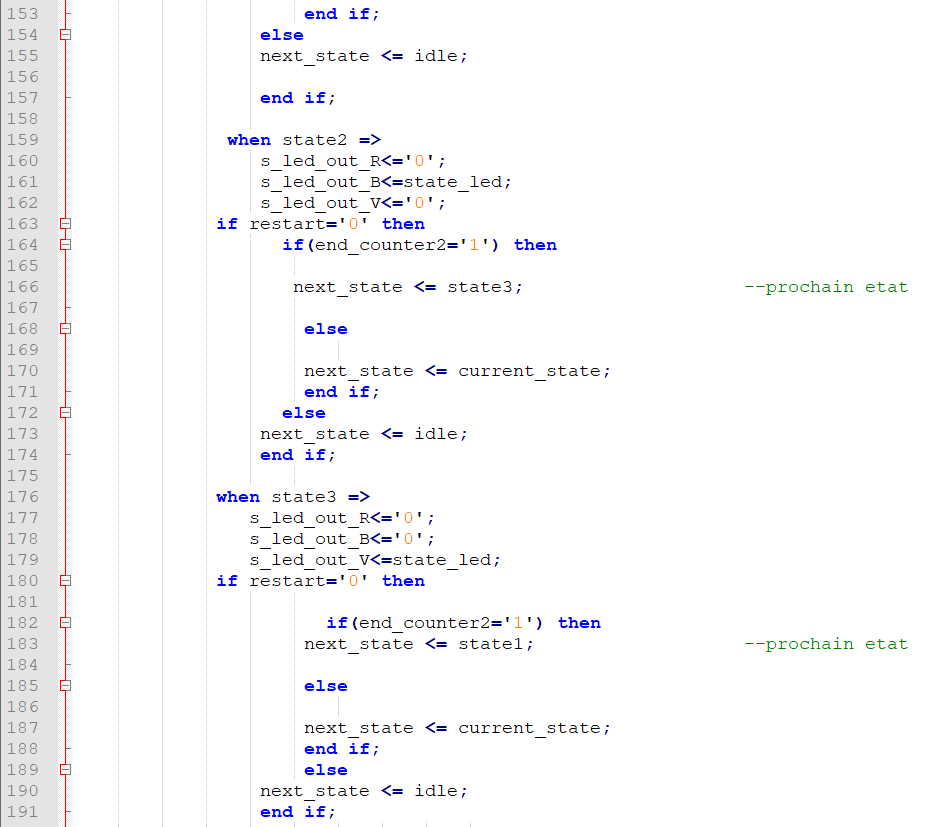 153 end if;
154 else
155 next_state <= idle;
156
157 end if;
158
159 when state2 =>
160 s_led_out_R<='0';
161 s_led_out_B<=state_led;
162 s_led_out_V<='0';
163 if restart='0' then
164 if(end_counter2='1') then
165
166 next_state <= state3; --prochain etat
167
168 else
169
170 next_state <= current_state;
171 end if;
172 else
173 next_state <= idle;
174 end if;
175
176 when state3 =>
177 s_led_out_R<='0';
178 s_led_out_B<='0';
179 s_led_out_V<=state_led;
180 if restart='0' then
181
182 if(end_counter2='1') then
183 next_state <= state1; --prochain etat
184
185 else
186
187 next_state <= current_state;
188 end if;
189 else
190 next_state <= idle;
191 end if;